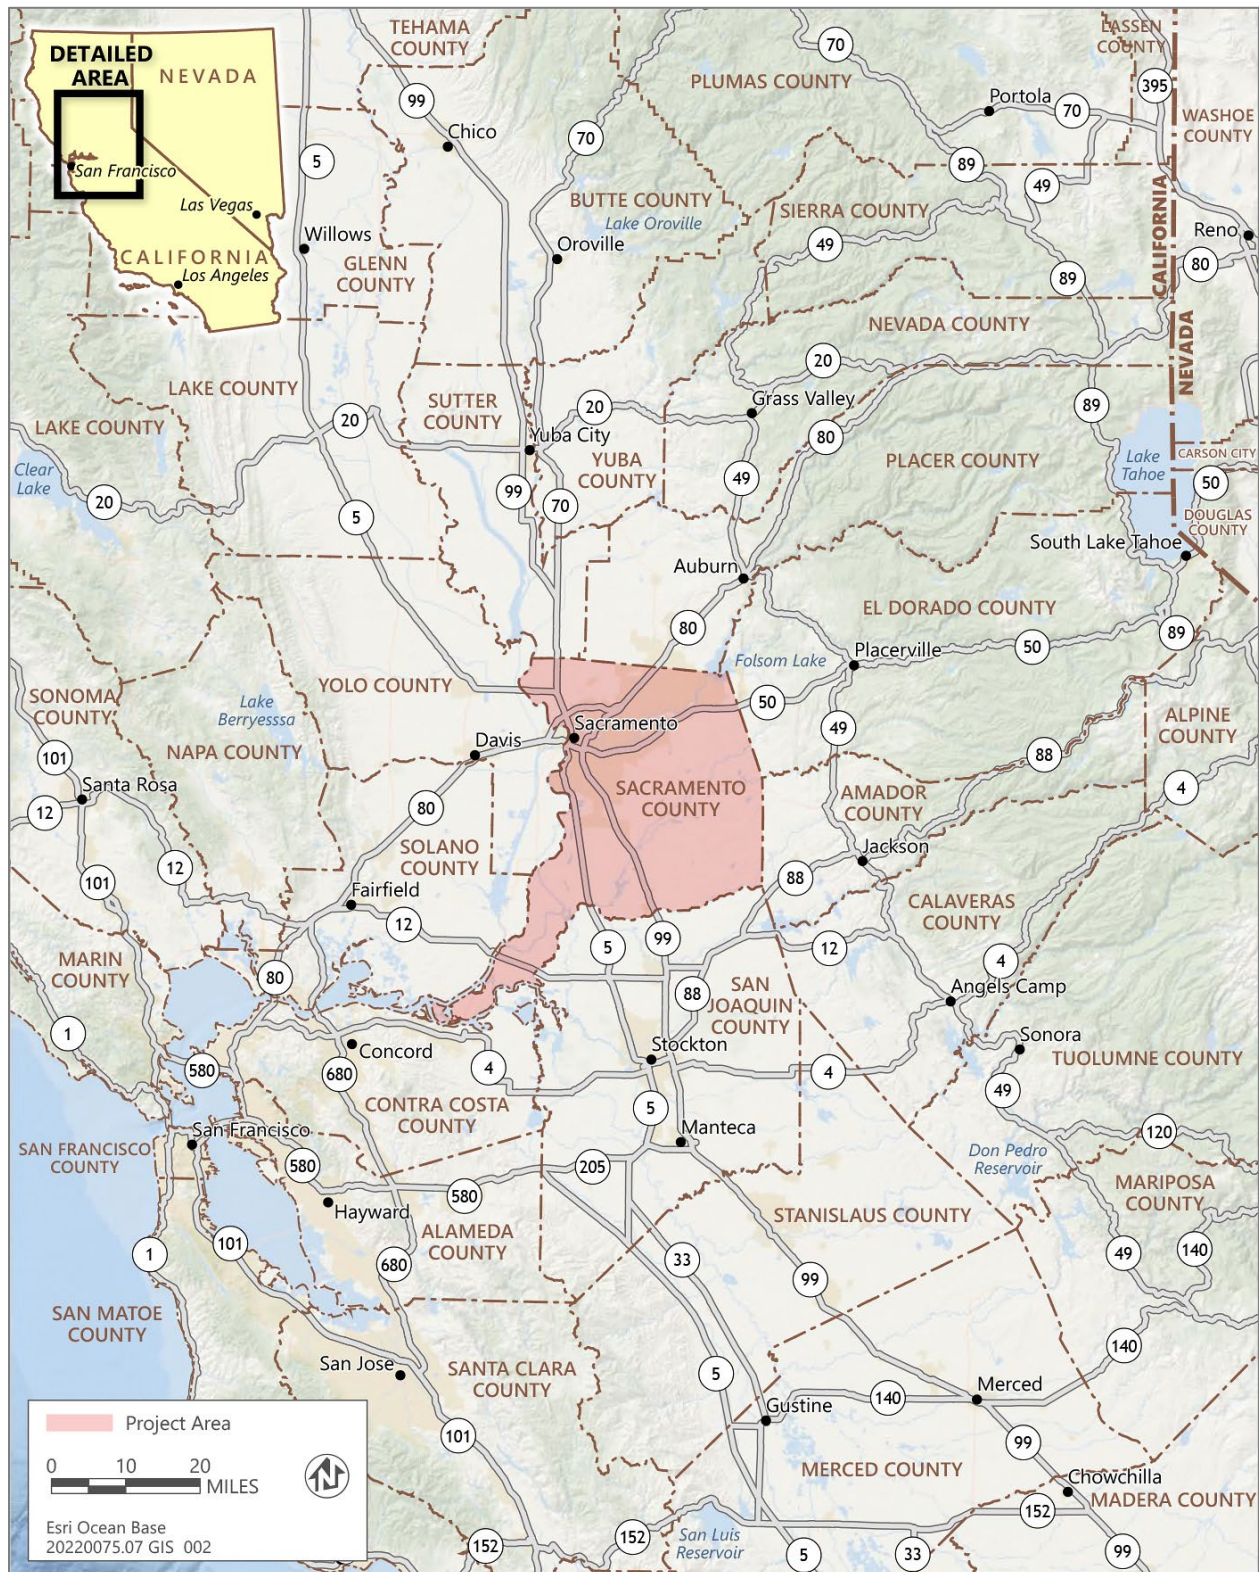 TEHAMA
COUNTY
LASSEN
COUNTY
DETAILED
AREA
NEVADA
San Francisco
Las Vegas
CALIFORNIA
Los Angeles
70
PLUMAS COUNTY
395
99
Portola
70
WASHOE
COUNTY
Chico
70
5
89
49
BUTTE COUNTY
Lake Oroville
SIERRA COUNTY
CALIFORNIA
Willows
Oroville
49
Reno
80
GLENN
COUNTY
89
NEVADA COUNTY
NEVADA
20
LAKE COUNTY
SUTTER
COUNTY
20
Grass Valley
89
20
LAKE COUNTY
Yuba City
80
Clear
Lake
YUBA
COUNTY
PLACER COUNTY
Lake
Tahoe
CARSON CITY
50
20
5
99
70
49
DOUGLAS
COUNTY
South Lake Tahoe
Auburn
EL DORADO COUNTY
80
89
Placerville
50
Folsom Lake
YOLO COUNTY
SONOMA
COUNTY
Lake
Berryesssa
50
49
ALPINE
COUNTY
Sacramento
NAPA COUNTY
Davis
101
88
Santa Rosa
SACRAMENTO
COUNTY
AMADOR
COUNTY
4
12
80
SOLANO
COUNTY
Jackson
12
101
88
Fairfield
CALAVERAS
COUNTY
12
MARIN
COUNTY
5
99
12
4
80
88
SAN
JOAQUIN
COUNTY
Angels Camp
1
Concord
Stockton
Sonora
TUOLUMNE COUNTY
580
680
4
4
49
CONTRA COSTA
COUNTY
5
San Francisco
Manteca
120
SAN FRANCISCO
COUNTY
580
205
Don Pedro
Reservoir
580
MARIPOSA
COUNTY
Hayward
STANISLAUS COUNTY
ALAMEDA
COUNTY
101
1
33
49
140
680
99
SAN MATOE
COUNTY
140
San Jose
SANTA CLARA
COUNTY
5
Merced
140
Gustine
101
99
MERCED COUNTY
Chowchilla
MADERA COUNTY
152
San Luis
Reservoir
152
152
5
33
99
Project Area
0 10 20
MILES
Esri Ocean Base
20220075.07 GIS 002